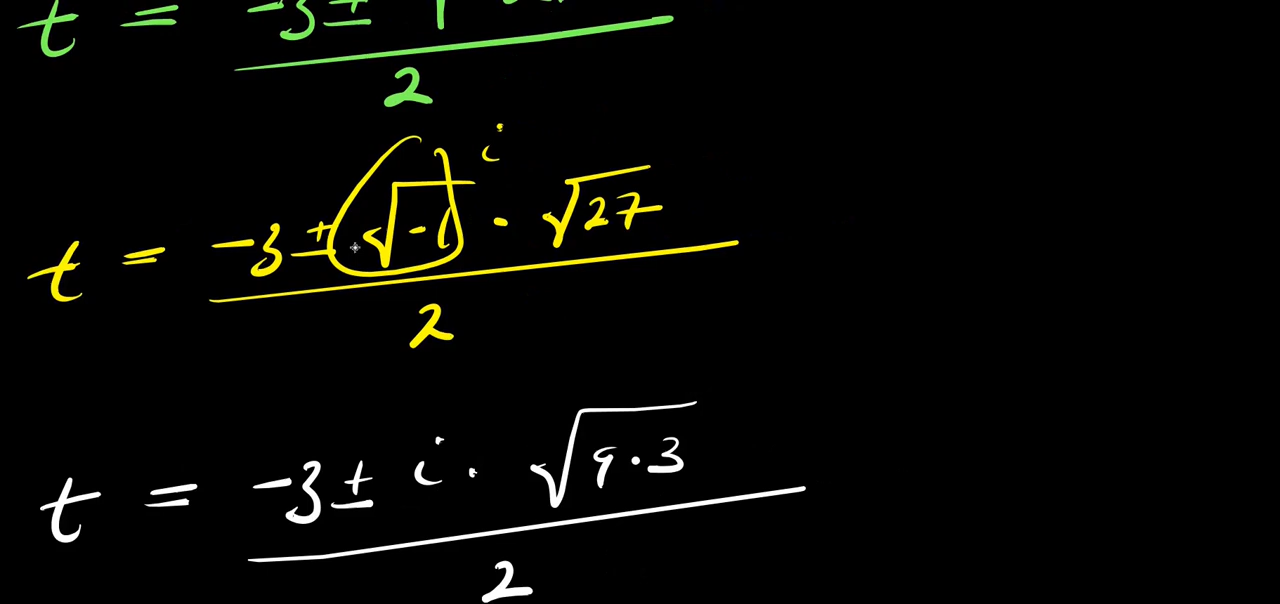 t = -3±√
2
i
t = -3 ± √-1 · √27
2
t = -3 ± i · √9·3
2